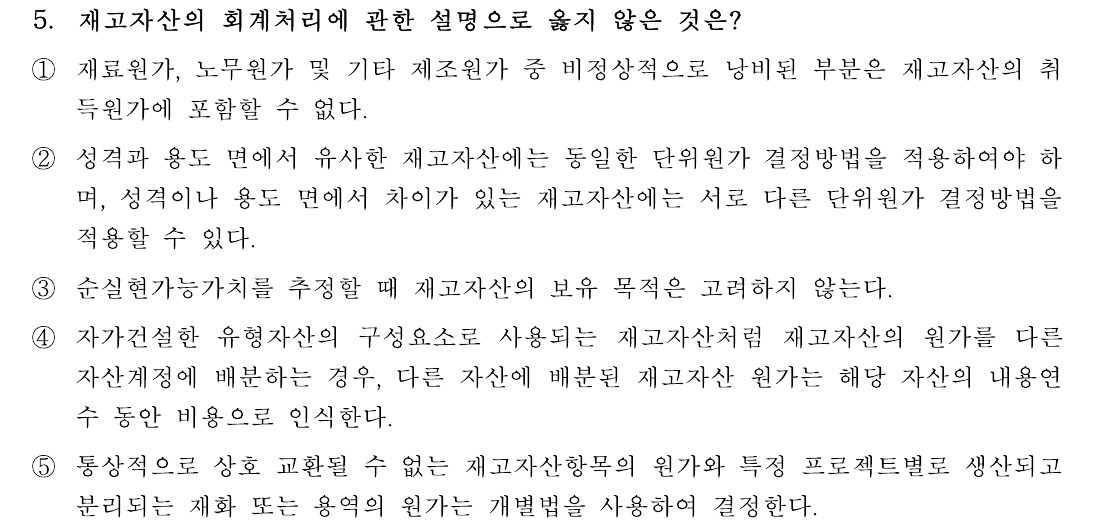 5. 재고자산의 회계처리에 관한 설명으로 옳지 않은 것은?
① 재료원가, 노무원가 및 기타 제조원가 중 비정상적으로 낭비된 부분은 재고자산의 취
득원가에 포함할 수 없다.
② 성격과 용도 면에서 유사한 재고자산에는 동일한 단위원가 결정방법을 적용하여야 하
며, 성격이나 용도 면에서 차이가 있는 재고자산에는 서로 다른 단위원가 결정방법을
적용할 수 있다.
③ 순실현가능가치를 추정할 때 재고자산의 보유 목적은 고려하지 않는다.
④ 자가건설한 유형자산의 구성요소로 사용되는 재고자산처럼 재고자산의 원가를 다른
자산계정에 배분하는 경우, 다른 자산에 배분된 재고자산 원가는 해당 자산의 내용연
수 동안 비용으로 인식한다.
⑤ 통상적으로 상호 교환될 수 없는 재고자산항목의 원가와 특정 프로젝트별로 생산되고
분리되는 재화 또는 용역의 원가는 개별법을 사용하여 결정한다.